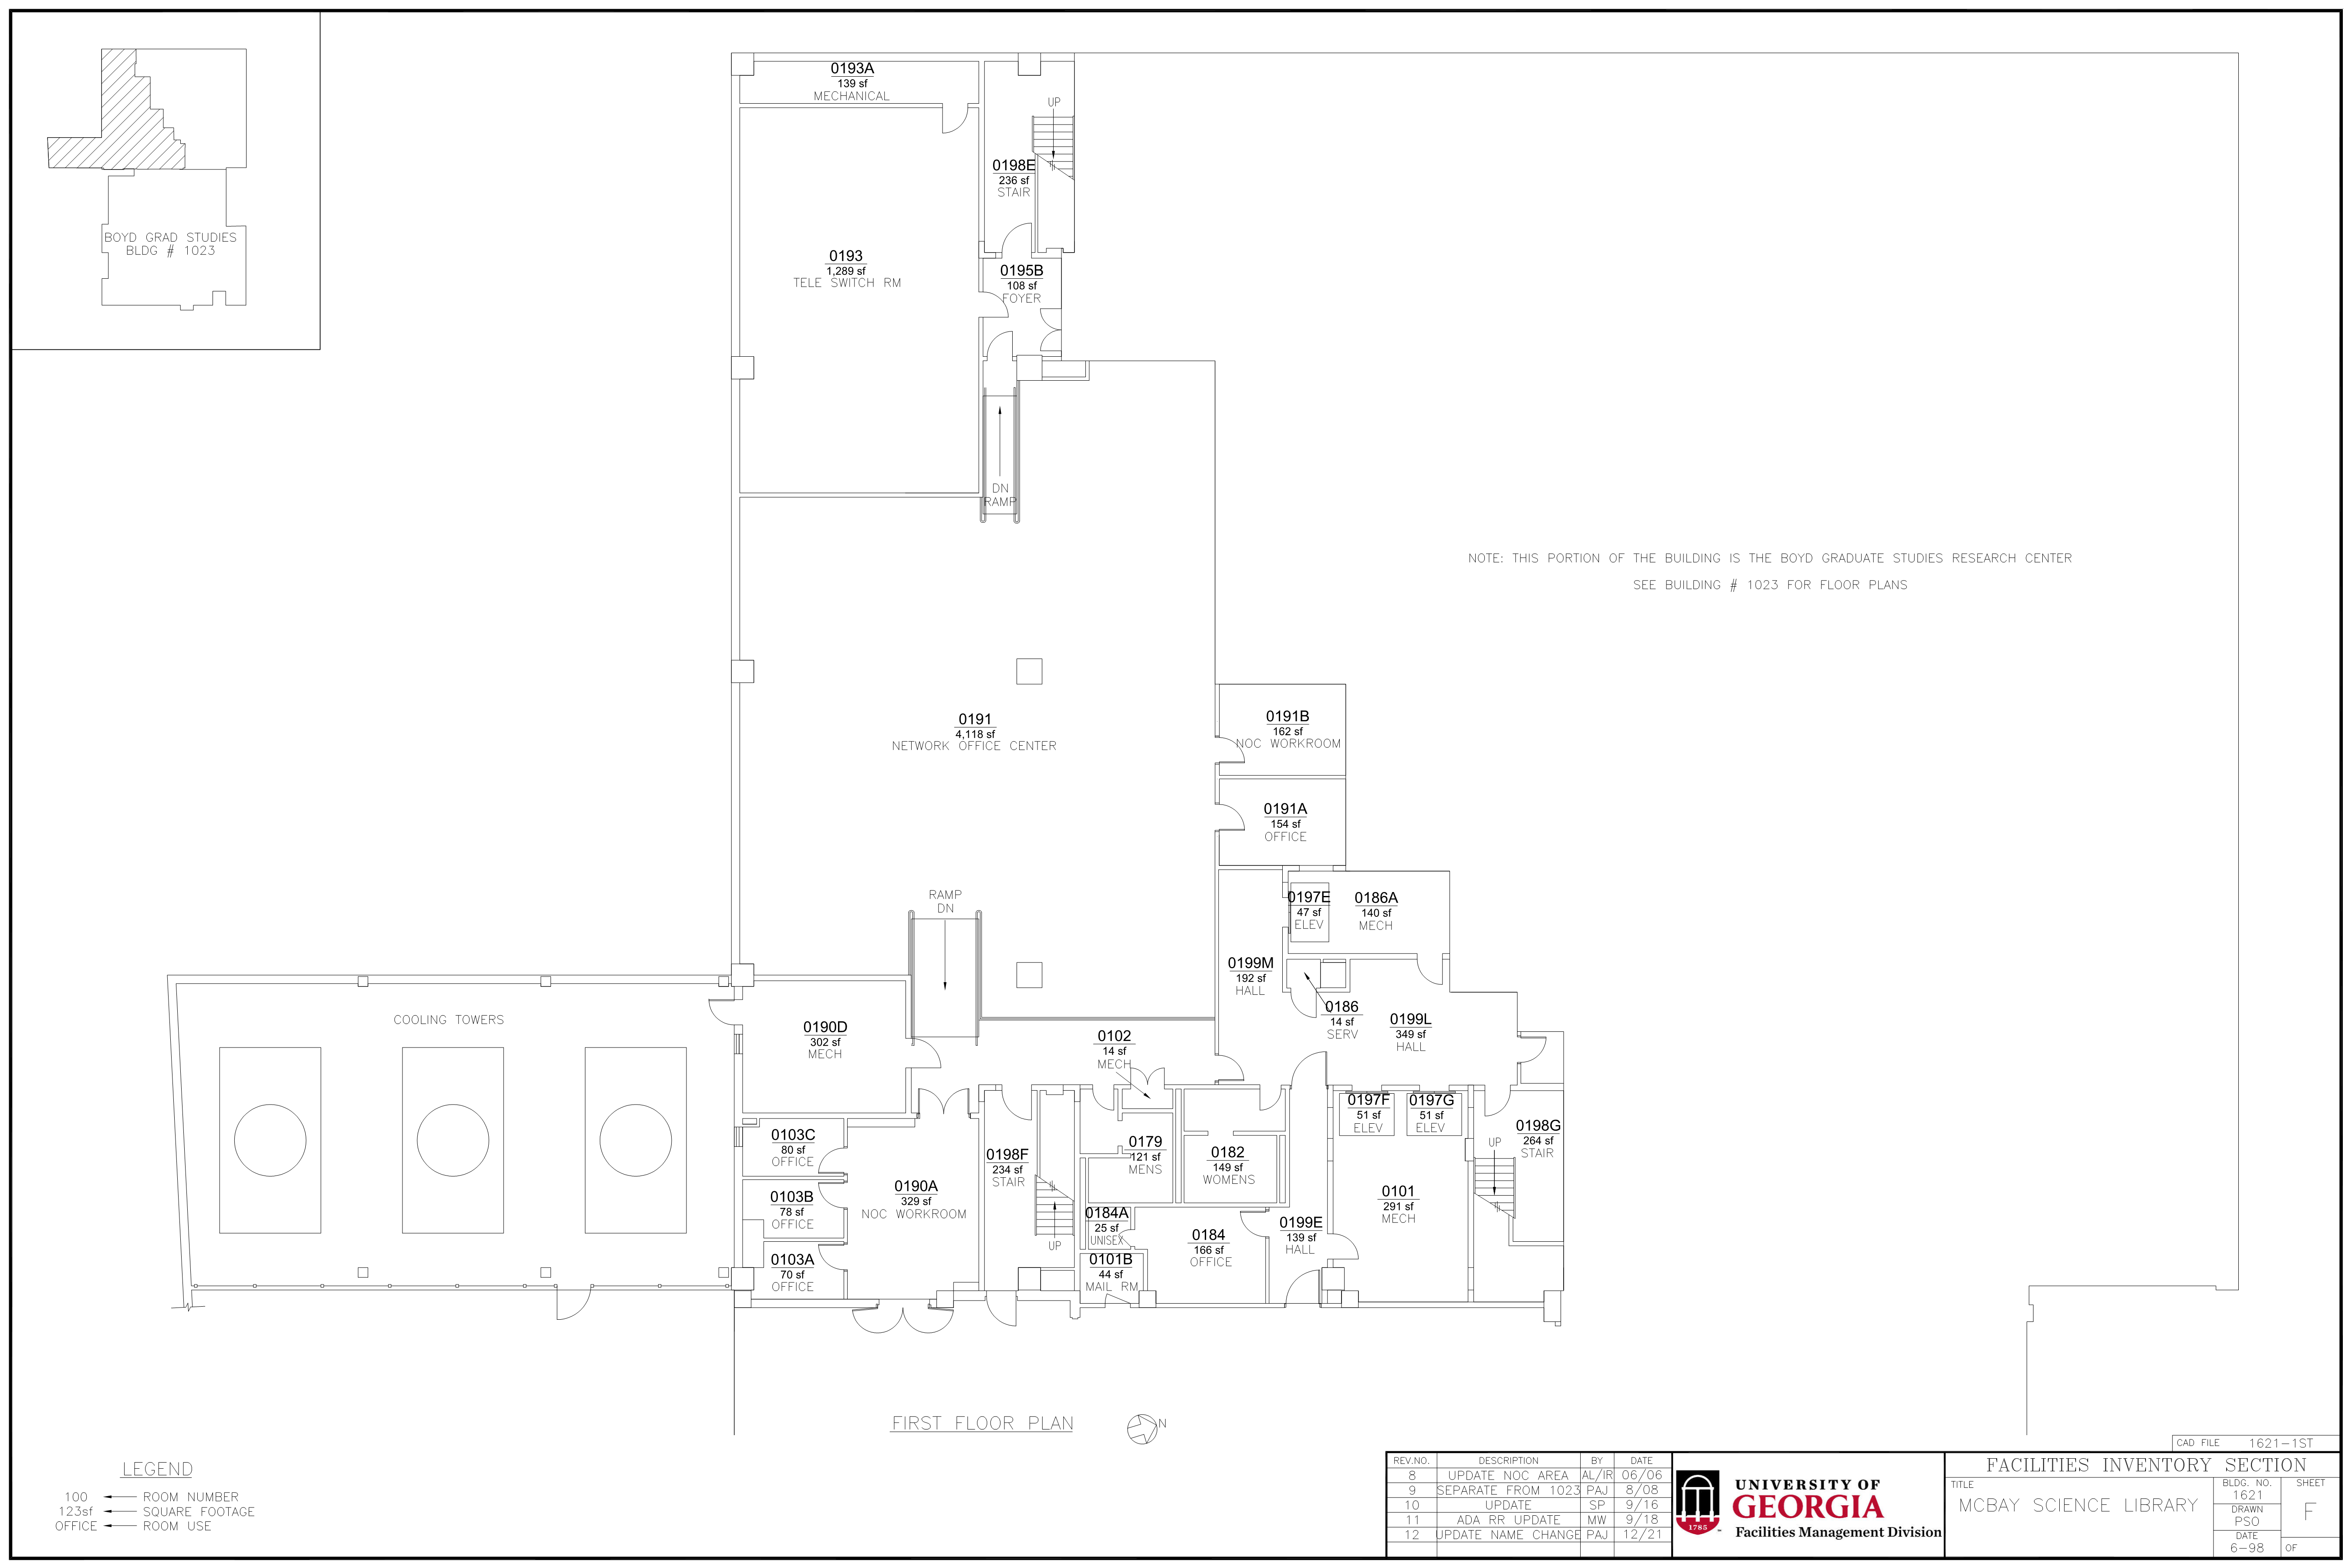 BOYD GRAD STUDIES
BLDG # 1023
0193A
139 sf
MECHANICAL
UP
0198E
236 sf
STAIR
0193
1,289 sf
TELE SWITCH RM
0195B
108 sf
FOYER
DN
RAMP
NOTE: THIS PORTION OF THE BUILDING IS THE BOYD GRADUATE STUDIES RESEARCH CENTER
SEE BUILDING # 1023 FOR FLOOR PLANS
0191
4,118 sf
NETWORK OFFICE CENTER
0191B
162 sf
NOC WORKROOM
0191A
154 sf
OFFICE
RAMP
DN
0197E
47 sf
ELEV
0186A
140 sf
MECH
0199M
192 sf
HALL
0186
14 sf
SERV
0199L
349 sf
HALL
COOLING TOWERS
0190D
302 sf
MECH
0102
14 sf
MECH
0197F
51 sf
ELEV
0197G
51 sf
ELEV
0103C
80 sf
OFFICE
0198F
234 sf
STAIR
0179
121 sf
MENS
0182
149 sf
WOMENS
UP
0198G
264 sf
STAIR
0103B
78 sf
OFFICE
0190A
329 sf
NOC WORKROOM
0101
291 sf
MECH
0184A
25 sf
UNISEX
UP
0184
166 sf
OFFICE
0199E
139 sf
HALL
0103A
70 sf
OFFICE
0101B
44 sf
MAIL RM
FIRST FLOOR PLAN
N
LEGEND
100 ROOM NUMBER
123sf SQUARE FOOTAGE
OFFICE ROOM USE
REV.NO. DESCRIPTION BY DATE
8 UPDATE NOC AREA AL/IR 06/06
9 SEPARATE FROM 1023 PAJ 8/08
10 UPDATE SP 9/16
11 ADA RR UPDATE MW 9/18
12 UPDATE NAME CHANGE PAJ 12/21
1785
UNIVERSITY OF
GEORGIA
Facilities Management Division
CAD FILE 1621-1ST
FACILITIES INVENTORY SECTION
TITLE
MCBAY SCIENCE LIBRARY
BLDG. NO.
1621
DRAWN
PSO
DATE
6-98
SHEET
F
OF